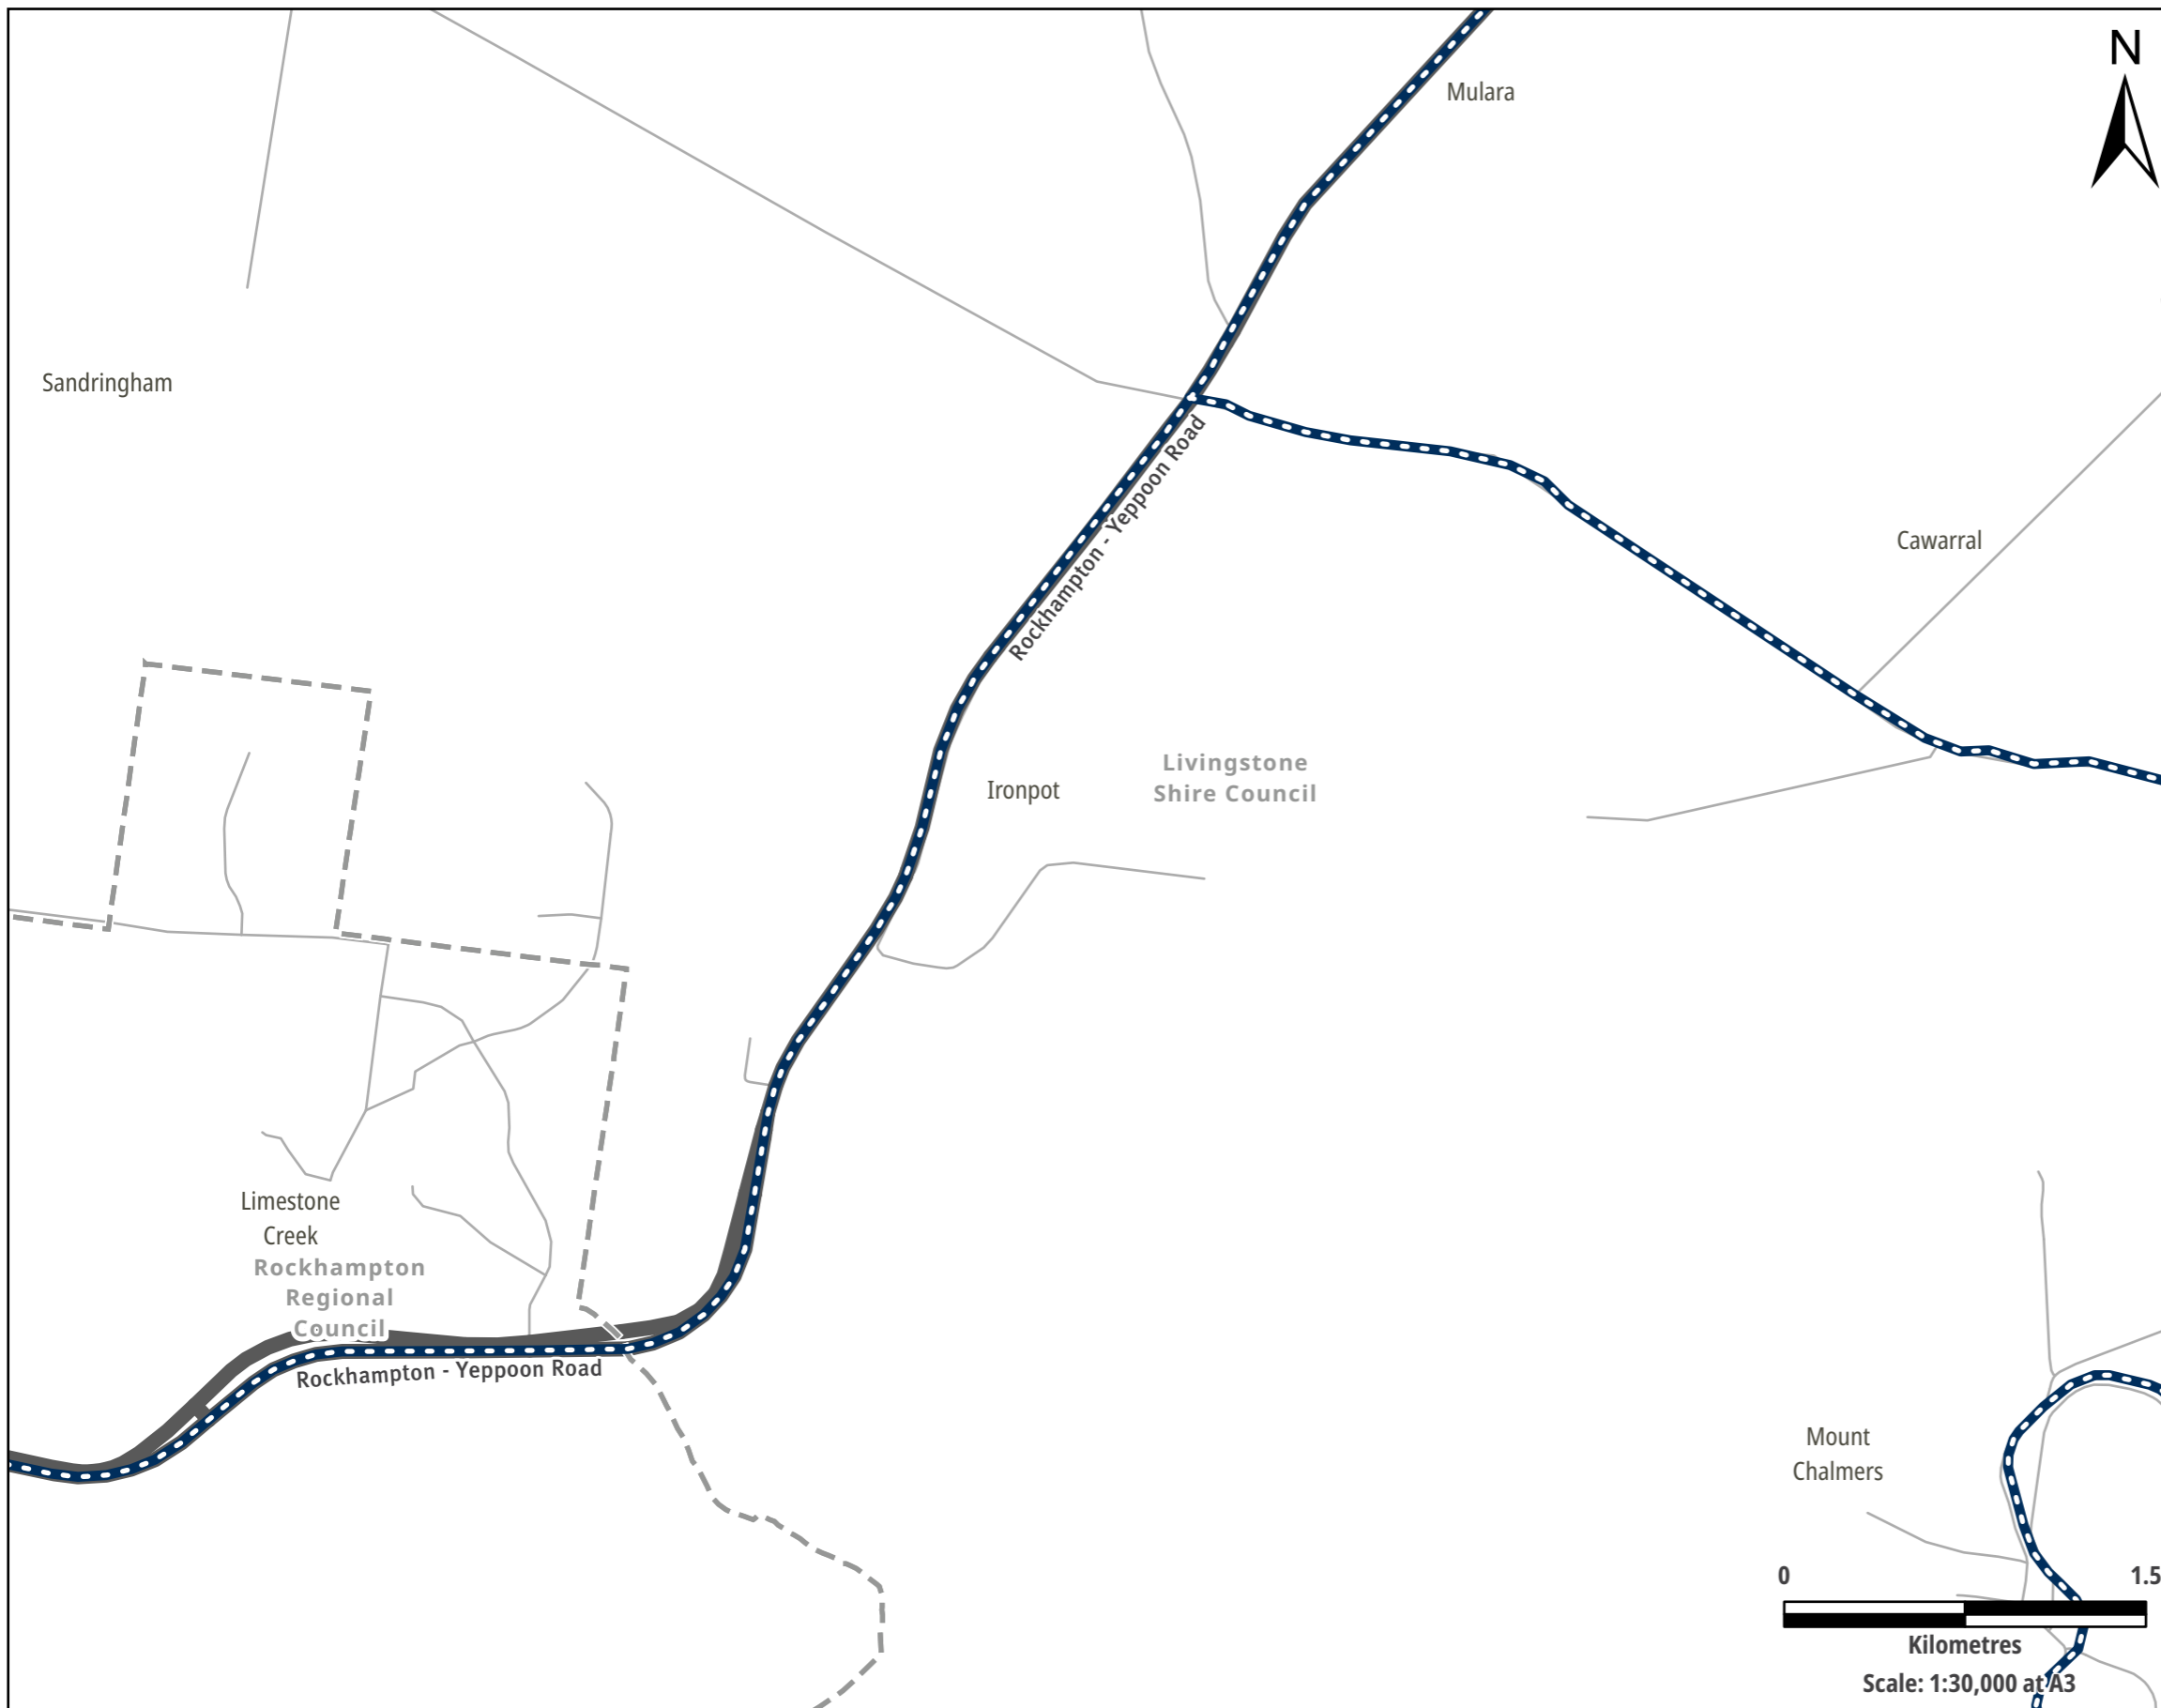 N
Mulara
Sandringham
Rockhampton - Yeppoon Road
Cawarral
Livingstone
Shire Council
Ironpot
Limestone
Creek
Rockhampton
Regional
Council
Rockhampton - Yeppoon Road
Mount
Chalmers
0 1.5
Kilometres
Scale: 1:30,000 at A3